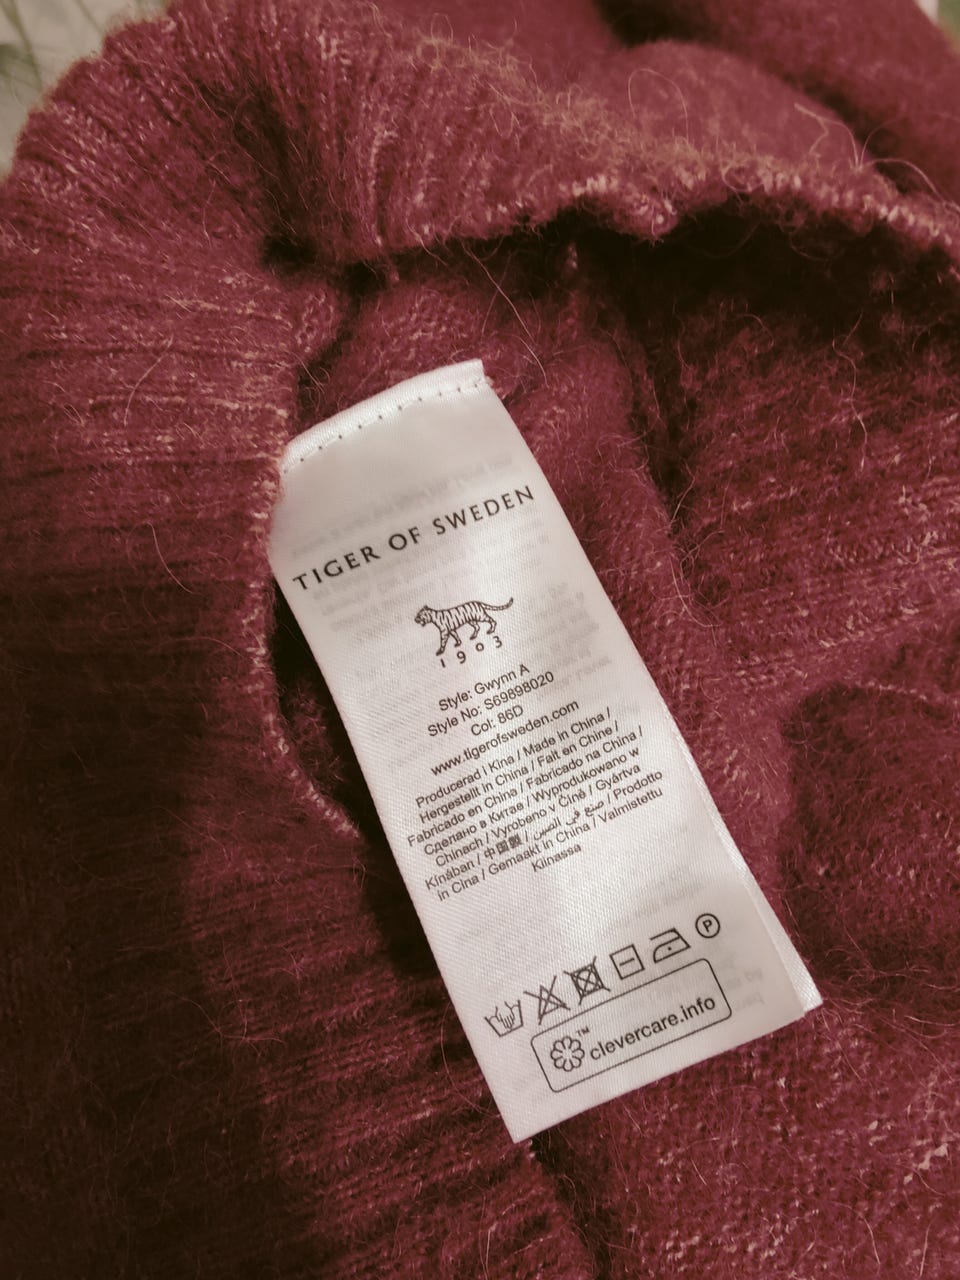 TIGER OF SWEDEN
1903
Style: Gwynn A
Style No: S69898020
Col: 86D
www.tigerofsweden.com
Producerad i Kina / Made in China /
Hergestellt in China / Fait en Chine /
Fabricado en China / Fabricado na China /
Сделано в Китае / Wyprodukowano w
Chinach / Vyrobeno v Číně / Gyártva
Kínában / 中国製 / صنع في الصين / Prodotto
in Cina / Gemaakt in China / Valmistettu
Kiinassa
P
™
clevercare.info